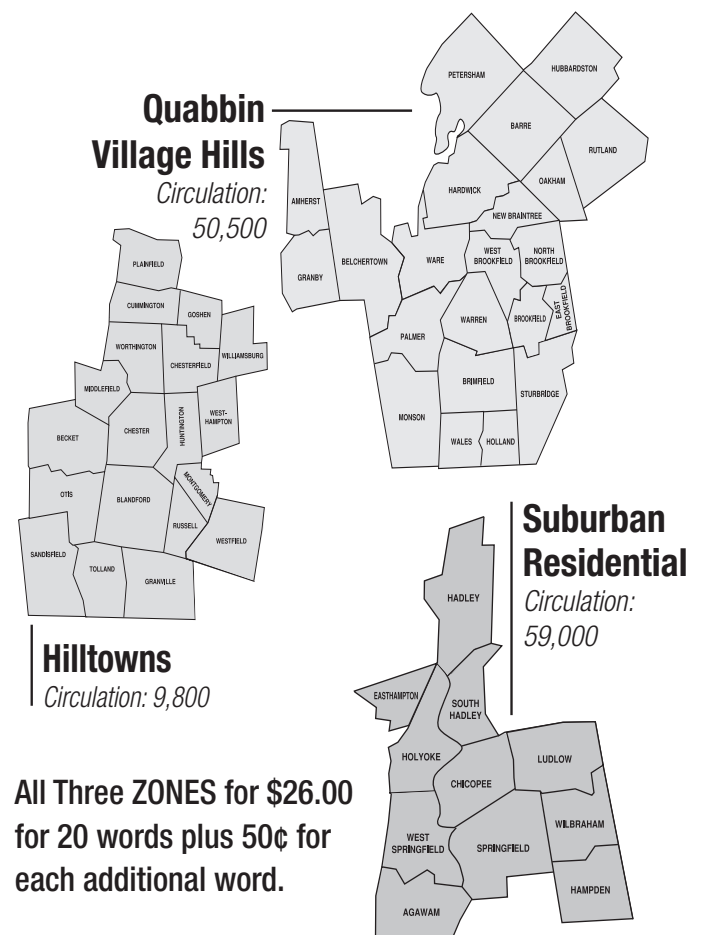 Quabbin
Village Hills
Circulation:
50,500
PETERSHAM
HUBBARDSTON
BARRE
RUTLAND
OAKHAM
HARDWICK
NEW BRAINTREE
AMHERST
BELCHERTOWN
GRANBY
WARE
WEST
BROOKFIELD
NORTH
BROOKFIELD
EAST
BROOKFIELD
BROOKFIELD
WARREN
PALMER
BRIMFIELD
STURBRIDGE
MONSON
WALES
HOLLAND
PLAINFIELD
CUMMINGTON
GOSHEN
WORTHINGTON
CHESTERFIELD
WILLIAMSBURG
MIDDLEFIELD
WEST-
HAMPTON
HUNTINGTON
CHESTER
BECKET
OTIS
BLANDFORD
MONTGOMERY
RUSSELL
WESTFIELD
SANDISFIELD
TOLLAND
GRANVILLE
Hilltowns
Circulation: 9,800
Suburban
Residential
Circulation:
59,000
HADLEY
EASTHAMPTON
SOUTH
HADLEY
HOLYOKE
CHICOPEE
LUDLOW
WEST
SPRINGFIELD
SPRINGFIELD
WILBRAHAM
HAMPDEN
AGAWAM
All Three ZONES for $26.00
for 20 words plus 50¢ for
each additional word.